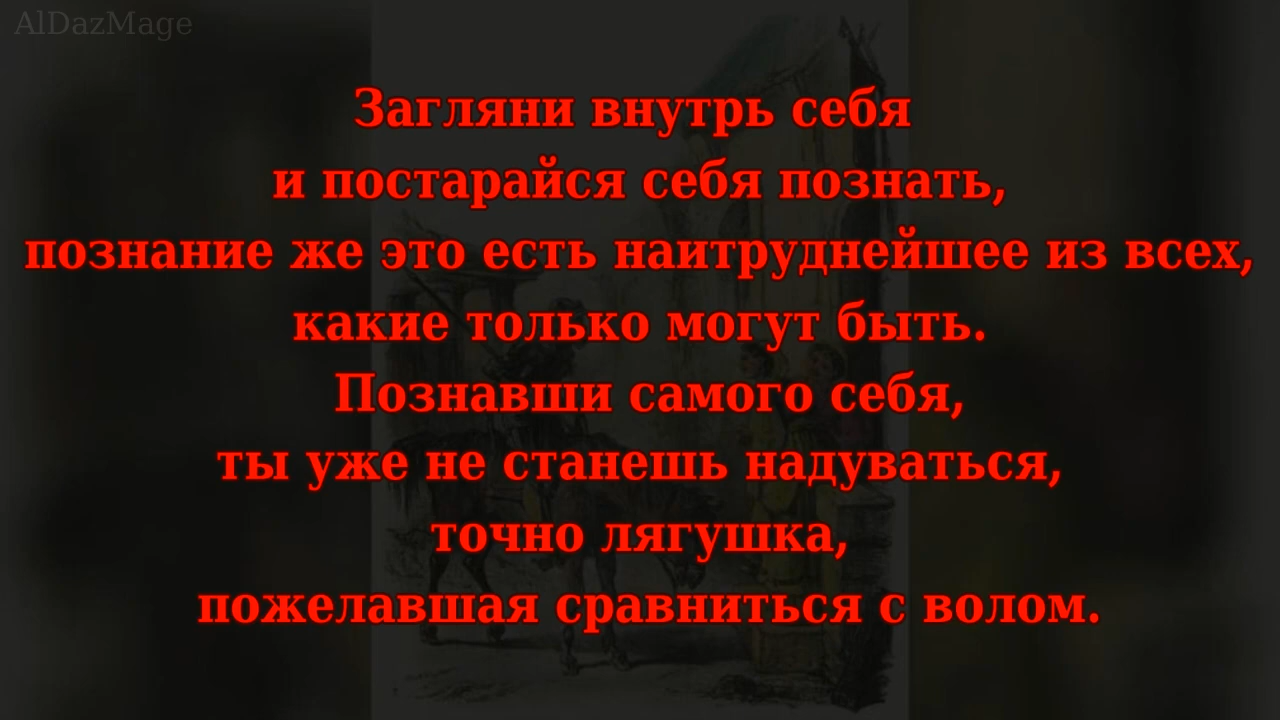 AlDazMage
Загляни внутрь себя
и постарайся себя познать,
познание же это есть наитруднейшее из всех,
какие только могут быть.
Познавши самого себя,
ты уже не станешь надуваться,
точно лягушка,
пожелавшая сравниться с волом.